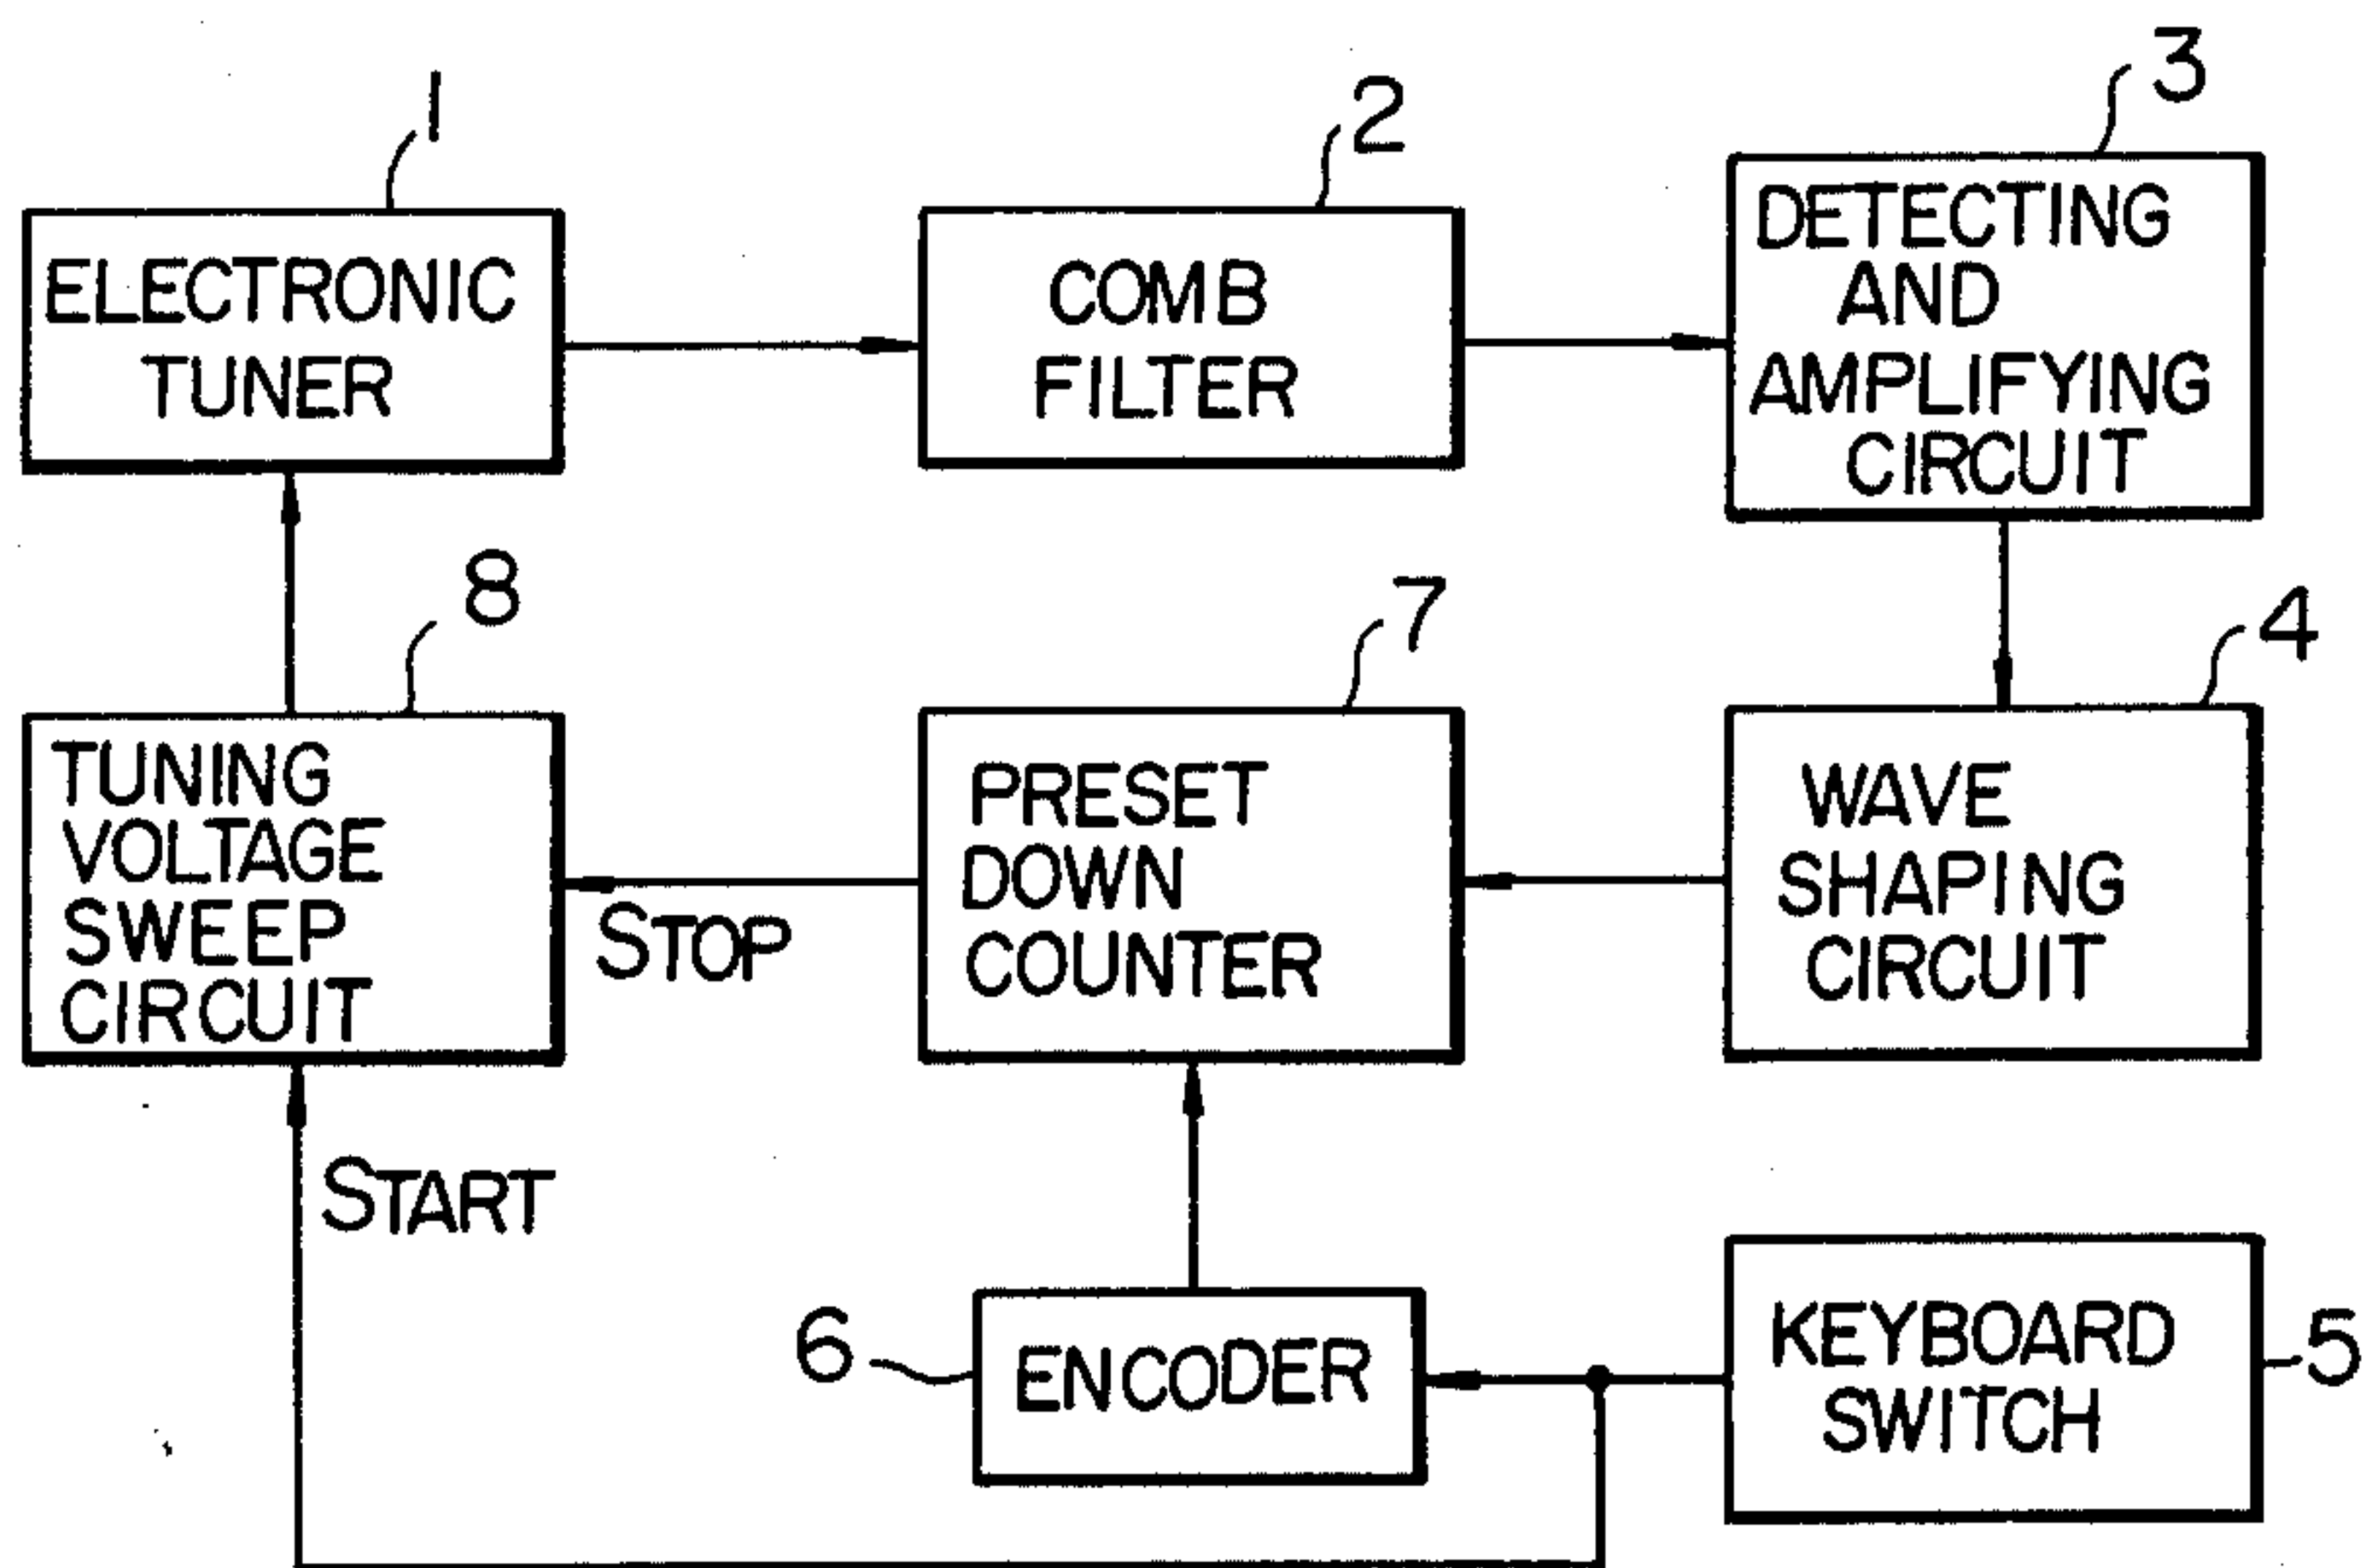 1
ELECTRONIC
TUNER
2
COMB
FILTER
3
DETECTING
AND
AMPLIFYING
CIRCUIT
8
TUNING
VOLTAGE
SWEEP
CIRCUIT
STOP
7
PRESET
DOWN
COUNTER
4
WAVE
SHAPING
CIRCUIT
START
6
ENCODER
KEYBOARD
SWITCH
5